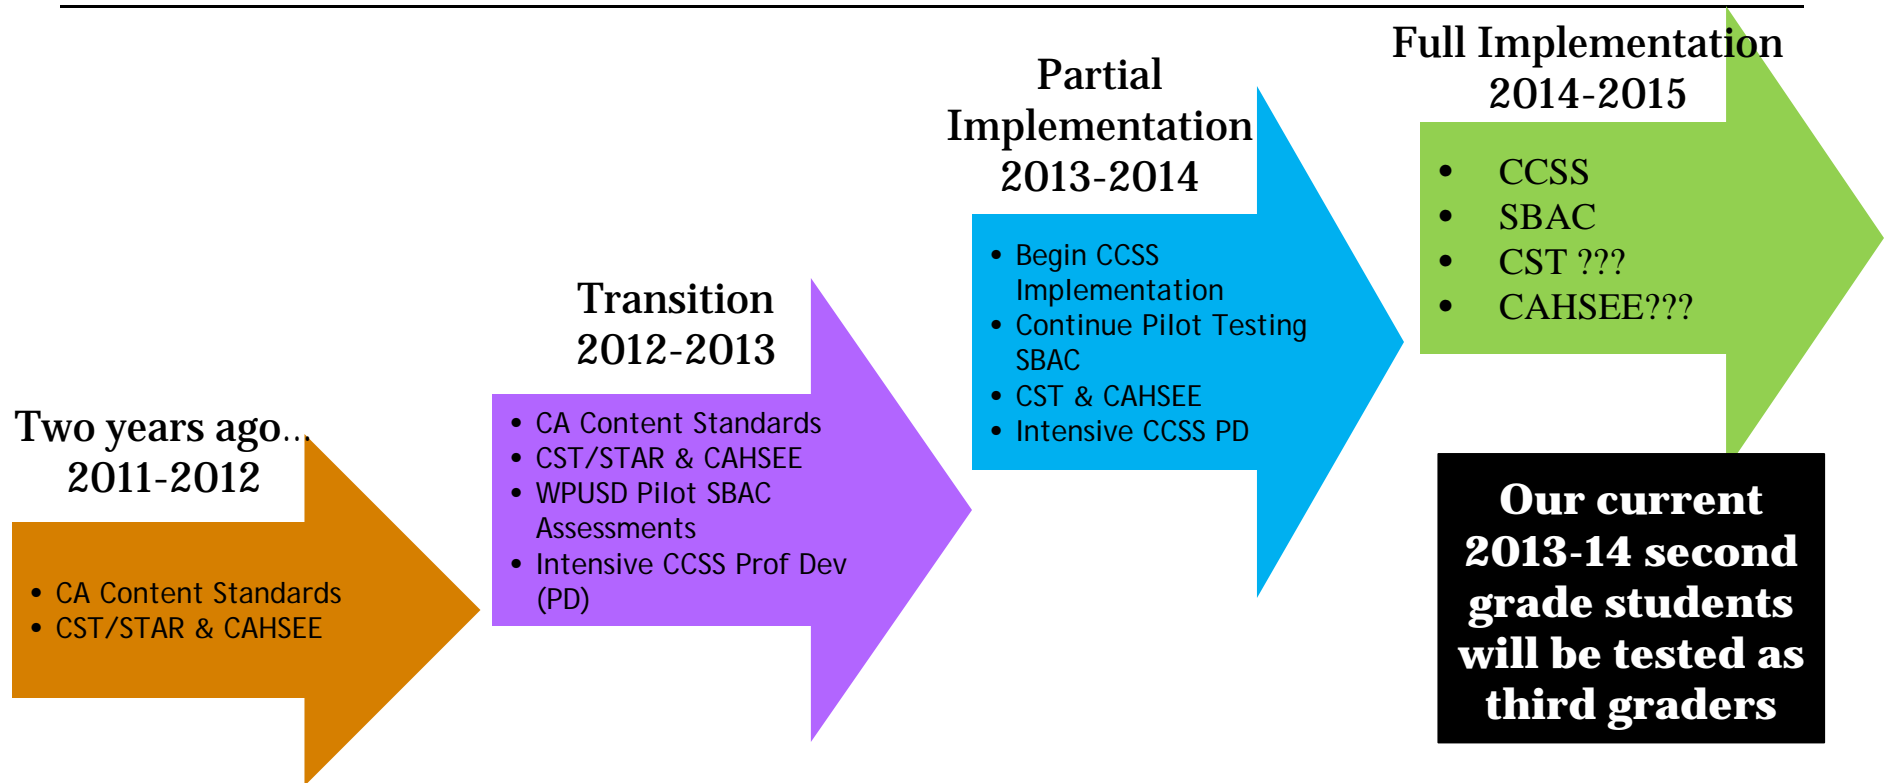 Two years ago...
2011-2012
• CA Content Standards
• CST/STAR & CAHSEE
Transition
2012-2013
• CA Content Standards
• CST/STAR & CAHSEE
• WPUSD Pilot SBAC
Assessments
• Intensive CCSS Prof Dev
(PD)
Partial
Implementation
2013-2014
• Begin CCSS
Implementation
• Continue Pilot Testing
SBAC
• CST & CAHSEE
• Intensive CCSS PD
Full Implementation
2014-2015
• CCSS
• SBAC
• CST ???
• CAHSEE???
Our current
2013-14 second
grade students
will be tested as
third graders